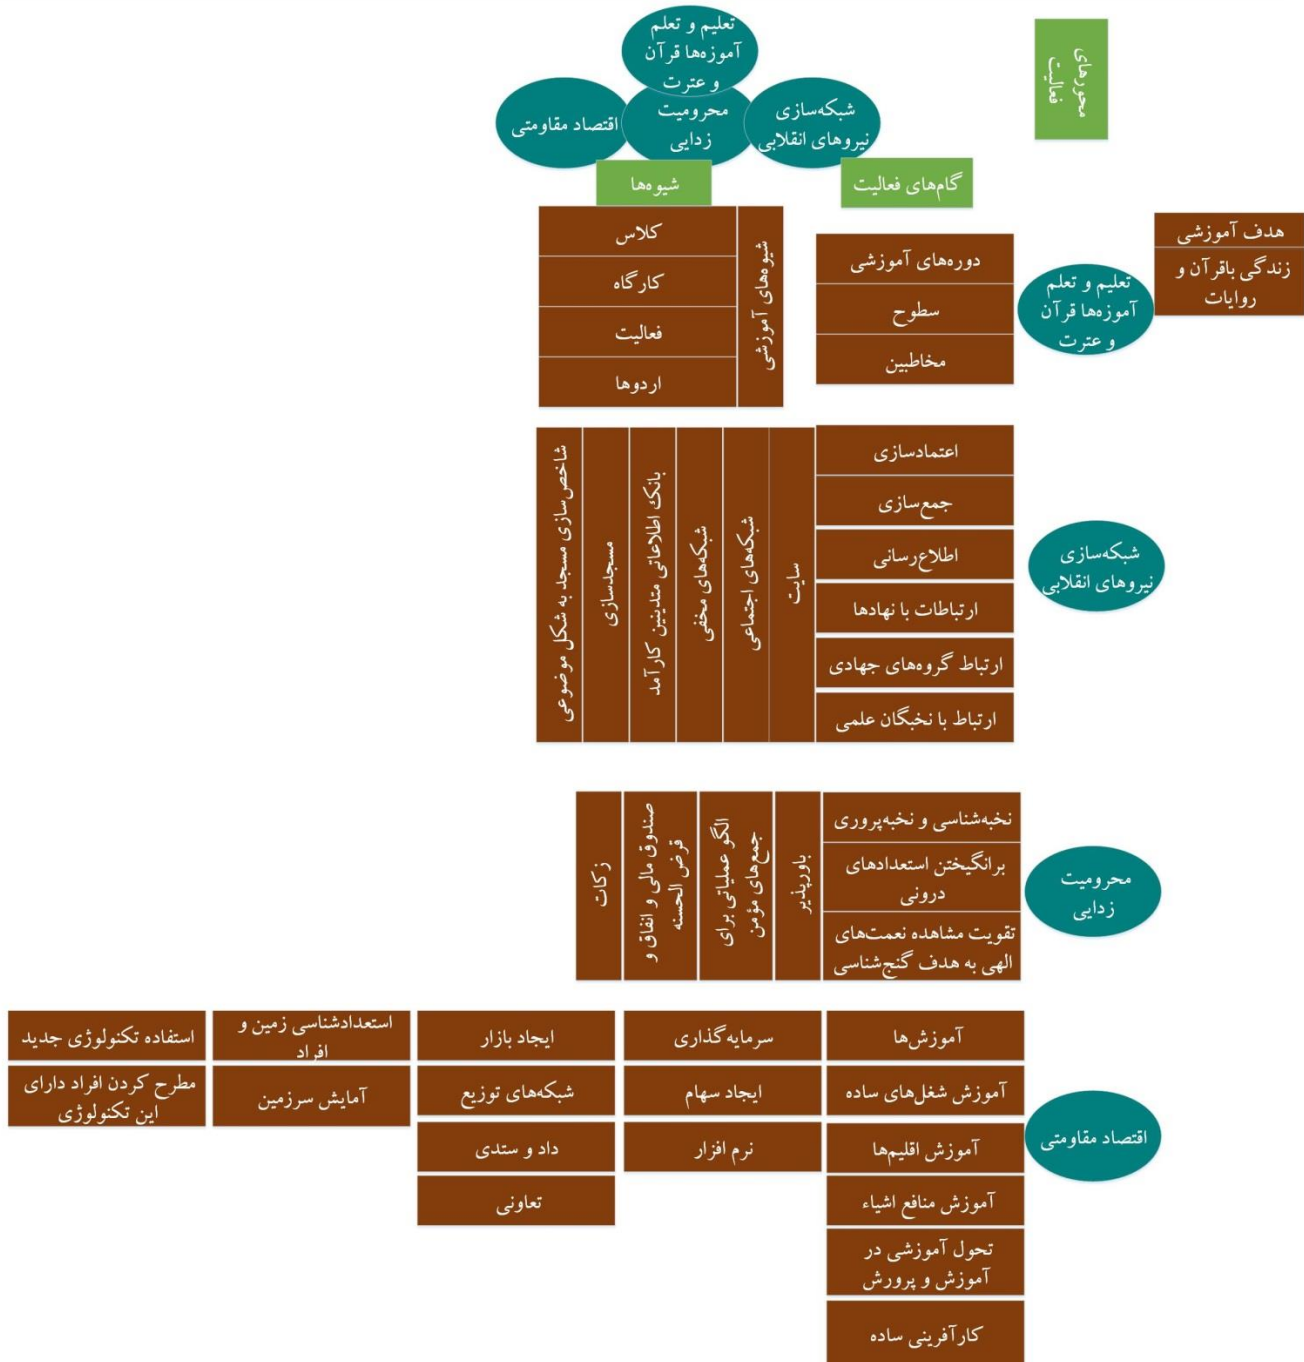 محورهای
فعالیت
تعلیم و تعلم
آموزه‌ها قرآن
و عترت
شبکه‌سازی
نیروهای انقلابی
محرومیت
زدایی
اقتصاد مقاومتی
گام‌های فعالیت
شیوه‌ها
هدف آموزشی
زندگی باقرآن و
روایات
تعلیم و تعلم
آموزه‌ها قرآن
و عترت
دوره‌های آموزشی
سطوح
مخاطبین
شیوه‌های آموزشی
کلاس
کارگاه
فعالیت
اردوها
شبکه‌سازی
نیروهای انقلابی
اعتمادسازی
جمع‌سازی
اطلاع‌رسانی
ارتباطات با نهادها
ارتباط گروه‌های جهادی
ارتباط با نخبگان علمی
سایت
شبکه‌های اجتماعی
شبکه‌های مخفی
بانک اطلاعاتی متدینین کارآمد
مسجدسازی
شاخص‌سازی مسجد به شکل موضوعی
محرومیت
زدایی
نخبه‌شناسی و نخبه‌پروری
برانگیختن استعدادهای
درونی
تقویت مشاهده نعمت‌های
الهی به هدف گنج‌شناسی
باورپذیر
الگو عملیاتی برای
جمع‌های مؤمن
صندوق مالی و انفاق و
قرض الحسنه
زکات
اقتصاد مقاومتی
آموزش‌ها
آموزش شغل‌های ساده
آموزش اقلیم‌ها
آموزش منافع اشیاء
تحول آموزشی در
آموزش و پرورش
کارآفرینی ساده
سرمایه‌گذاری
ایجاد سهام
نرم افزار
ایجاد بازار
شبکه‌های توزیع
داد و ستدی
تعاونی
استعدادشناسی زمین و
افراد
آمایش سرزمین
استفاده تکنولوژی جدید
مطرح کردن افراد دارای
این تکنولوژی